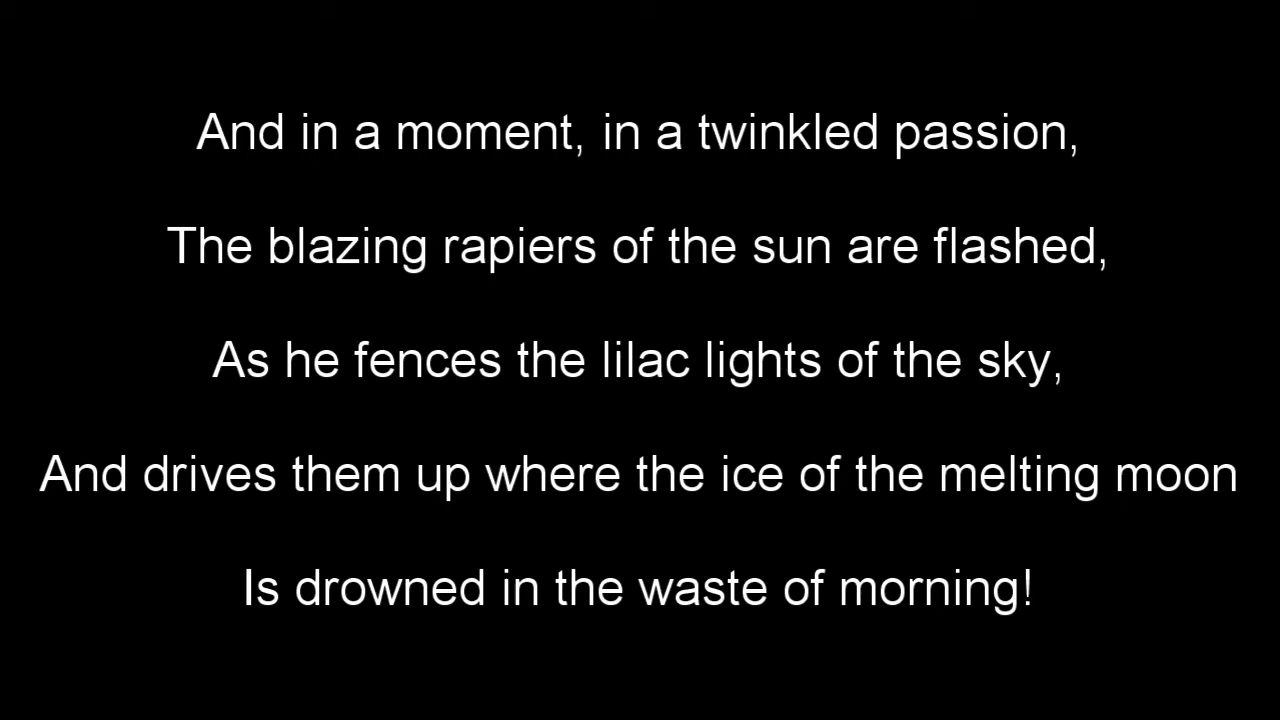 And in a moment, in a twinkled passion,
The blazing rapiers of the sun are flashed,
As he fences the lilac lights of the sky,
And drives them up where the ice of the melting moon
Is drowned in the waste of morning!